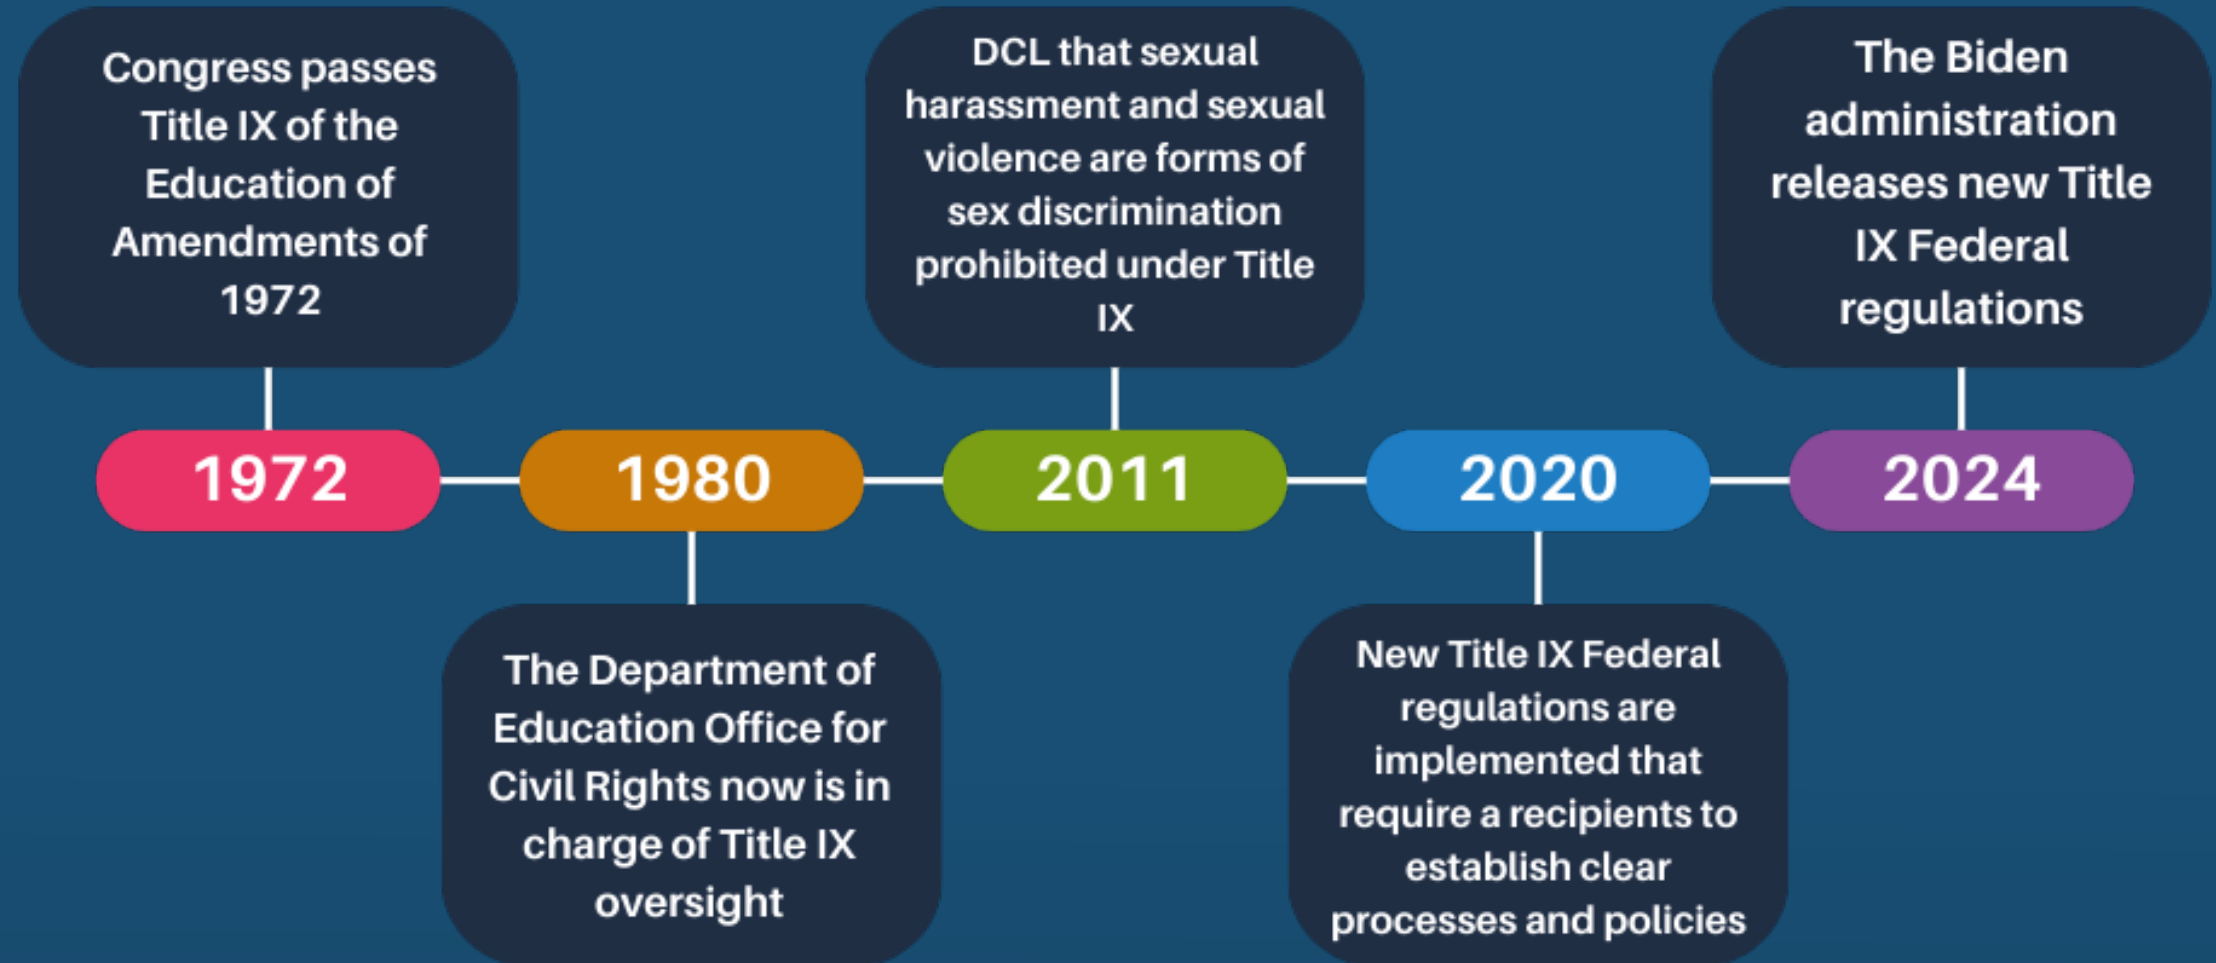 Congress passes
Title IX of the
Education of
Amendments of
1972
DCL that sexual
harassment and sexual
violence are forms of
sex discrimination
prohibited under Title
IX
The Biden
administration
releases new Title
IX Federal
regulations
1972
1980
2011
2020
2024
The Department of
Education Office for
Civil Rights now is in
charge of Title IX
oversight
New Title IX Federal
regulations are
implemented that
require a recipients to
establish clear
processes and policies